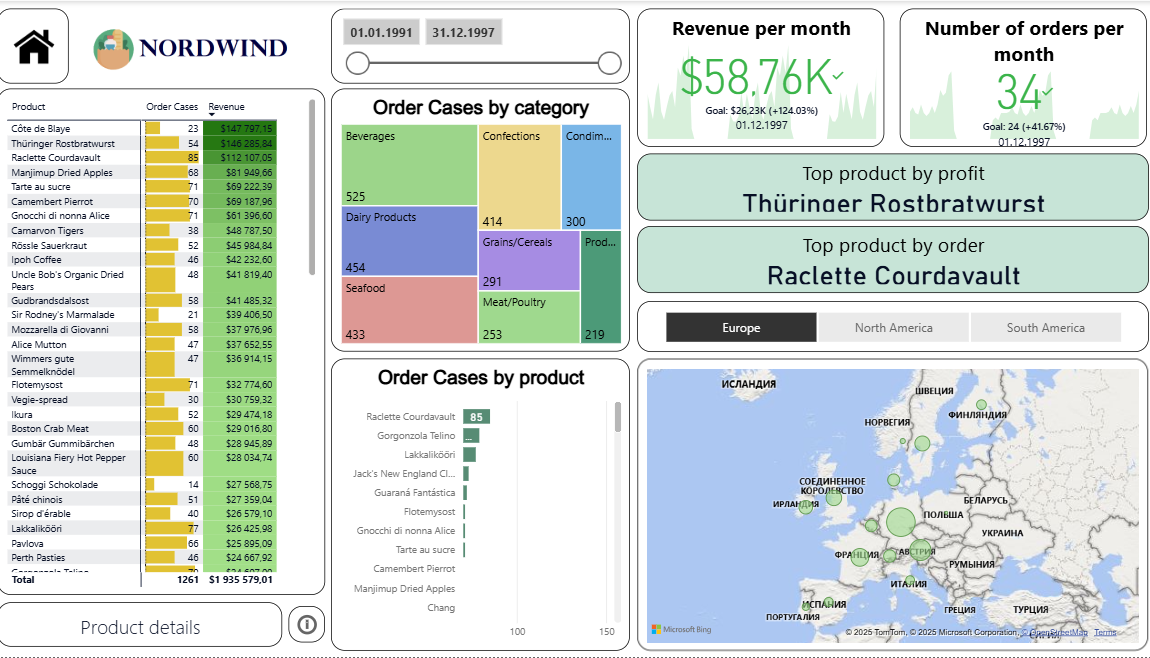 NORDWIND
01.01.1991 31.12.1997
Revenue per month
$58,76K
Goal: $26,23K (+124.03%)
01.12.1997
Number of orders per
month
34
Goal: 24 (+41.67%)
01.12.1997
Product Order Cases Revenue
Côte de Blaye 23 $147 797,15
Thüringer Rostbratwurst 54 $146 285,84
Raclette Courdavault 85 $112 107,05
Manjimup Dried Apples 68 $81 949,66
Tarte au sucre 71 $69 222,39
Camembert Pierrot 70 $69 187,96
Gnocchi di nonna Alice 71 $61 396,60
Carnarvon Tigers 38 $48 787,50
Rössle Sauerkraut 52 $45 984,84
Ipoh Coffee 46 $42 232,60
Uncle Bob's Organic Dried
Pears 48 $41 819,40
Gudbrandsdalsost 58 $41 485,32
Sir Rodney's Marmalade 21 $39 406,50
Mozzarella di Giovanni 58 $37 976,96
Alice Mutton 47 $37 652,55
Wimmers gute
Semmelknödel 47 $36 914,15
Flotemysost 71 $32 774,60
Vegie-spread 30 $30 759,32
Ikura 52 $29 474,18
Boston Crab Meat 60 $29 016,80
Gumbär Gummibärchen 48 $28 945,89
Louisiana Fiery Hot Pepper
Sauce 60 $28 034,74
Schoggi Schokolade 14 $27 568,75
Pâté chinois 51 $27 359,04
Sirop d'érable 40 $26 579,10
Lakkalikööri 77 $26 425,98
Pavlova 66 $25 895,09
Perth Pasties 46 $24 667,92
Total 1261 $1 935 579,01
Product details
Order Cases by category
Beverages
525
Dairy Products
454
Seafood
433
Confections
414
Condim...
300
Grains/Cereals
291
Meat/Poultry
253
Prod...
219
Order Cases by product
Raclette Courdavault 85
Gorgonzola Telino ...
Lakkalikööri
Jack's New England Cl...
Guaraná Fantástica
Flotemysost
Gnocchi di nonna Alice
Tarte au sucre
Camembert Pierrot
Manjimup Dried Apples
Chang
100 150
Top product by profit
Thüringer Rostbratwurst
Top product by order
Raclette Courdavault
Europe North America South America
ИСЛАНДИЯ
ШВЕЦИЯ
ФИНЛЯНДИЯ
НОРВЕГИЯ
СОЕДИНЕННОЕ
КОРОЛЕВСТВО
ИРЛАНДИЯ
БЕЛАРУСЬ
ПОЛЬША
УКРАИНА
ФРАНЦИЯ
АВСТРИЯ
РУМЫНИЯ
ИТАЛИЯ
ИСПАНИЯ
ПОРТУГАЛИЯ
ГРЕЦИЯ
ТУРЦИЯ
Microsoft Bing
© 2025 TomTom, © 2025 Microsoft Corporation, © OpenStreetMap Terms